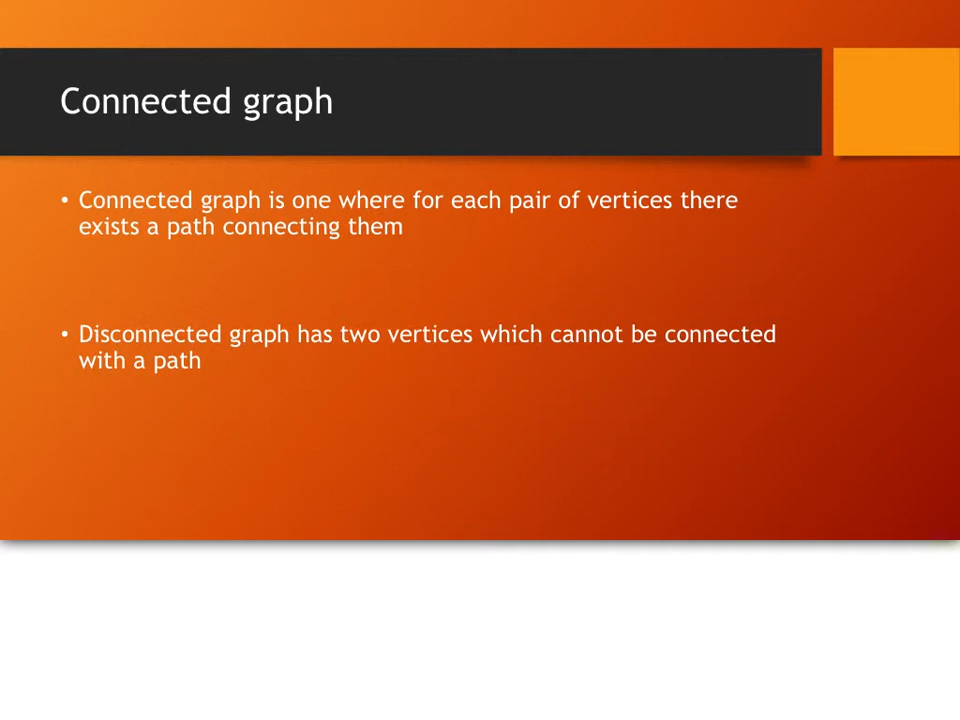 Connected graph
• Connected graph is one where for each pair of vertices there
exists a path connecting them
• Disconnected graph has two vertices which cannot be connected
with a path